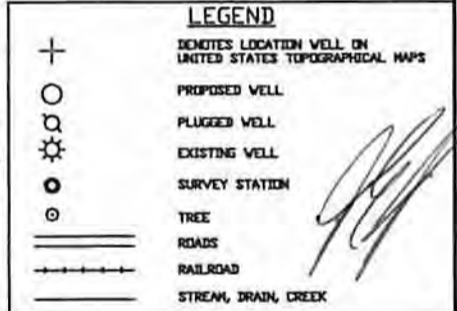 LEGEND
DENOTES LOCATION WELL ON
UNITED STATES TOPOGRAPHICAL MAPS
PROPOSED WELL
PLUGGED WELL
EXISTING WELL
SURVEY STATION
TREE
ROADS
RAILROAD
STREAM, DRAIN, CREEK